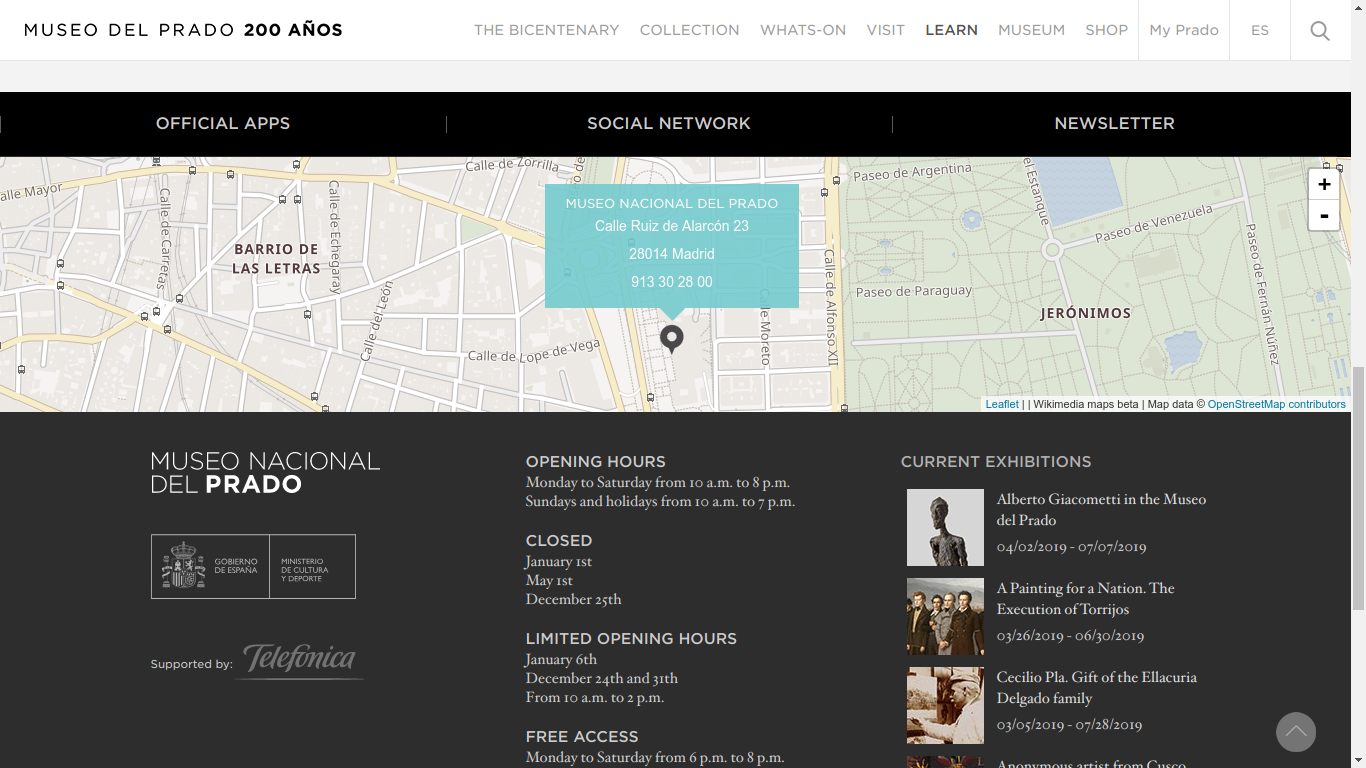 MUSEO DEL PRADO 200 AÑOS
THE BICENTENARY COLLECTION WHATS-ON VISIT LEARN MUSEUM SHOP My Prado ES
OFFICIAL APPS SOCIAL NETWORK NEWSLETTER
alle Mayor
Calle de Carretas
Calle de Echegaray
Calle de Zorrilla
BARRIO DE
LAS LETRAS
Calle del León
Calle de Lope de Vega
MUSEO NACIONAL DEL PRADO
Calle Ruiz de Alarcón 23
28014 Madrid
913 30 28 00
Calle de Moreto
Calle de Alfonso XII
Paseo de Argentina
el Estanque
Paseo de Venezuela
Paseo de Paraguay
Paseo de Fernán Núñez
JERÓNIMOS
+
-
Leaflet | | Wikimedia maps beta | Map data © OpenStreetMap contributors
MUSEO NACIONAL
DEL PRADO
GOBIERNO
DE ESPAÑA
MINISTERIO
DE CULTURA
Y DEPORTE
Supported by: Telefónica
OPENING HOURS
Monday to Saturday from 10 a.m. to 8 p.m.
Sundays and holidays from 10 a.m. to 7 p.m.
CLOSED
January 1st
May 1st
December 25th
LIMITED OPENING HOURS
January 6th
December 24th and 31th
From 10 a.m. to 2 p.m.
FREE ACCESS
Monday to Saturday from 6 p.m. to 8 p.m.
CURRENT EXHIBITIONS
Alberto Giacometti in the Museo
del Prado
04/02/2019 - 07/07/2019
A Painting for a Nation. The
Execution of Torrijos
03/26/2019 - 06/30/2019
Cecilio Pla. Gift of the Ellacuria
Delgado family
03/05/2019 - 07/28/2019
Anonymous artist from Cusco